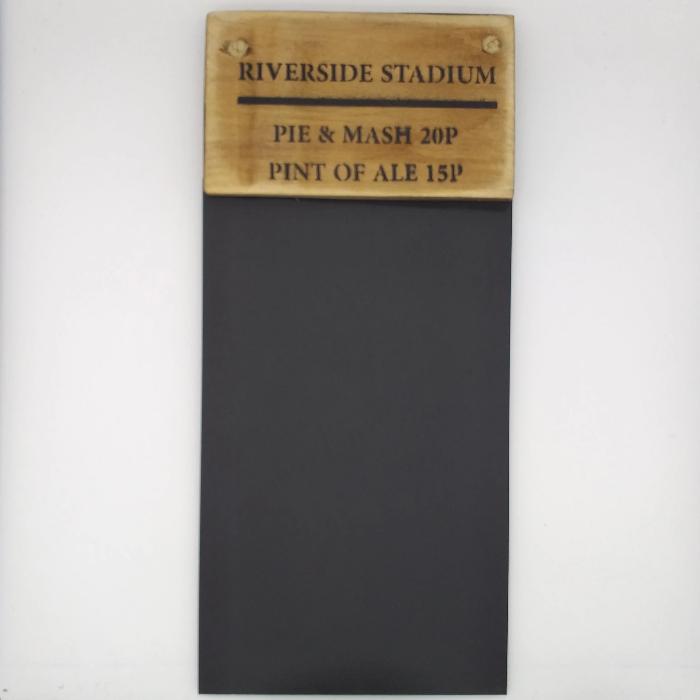 RIVERSIDE STADIUM
PIE & MASH 20P
PINT OF ALE 15P